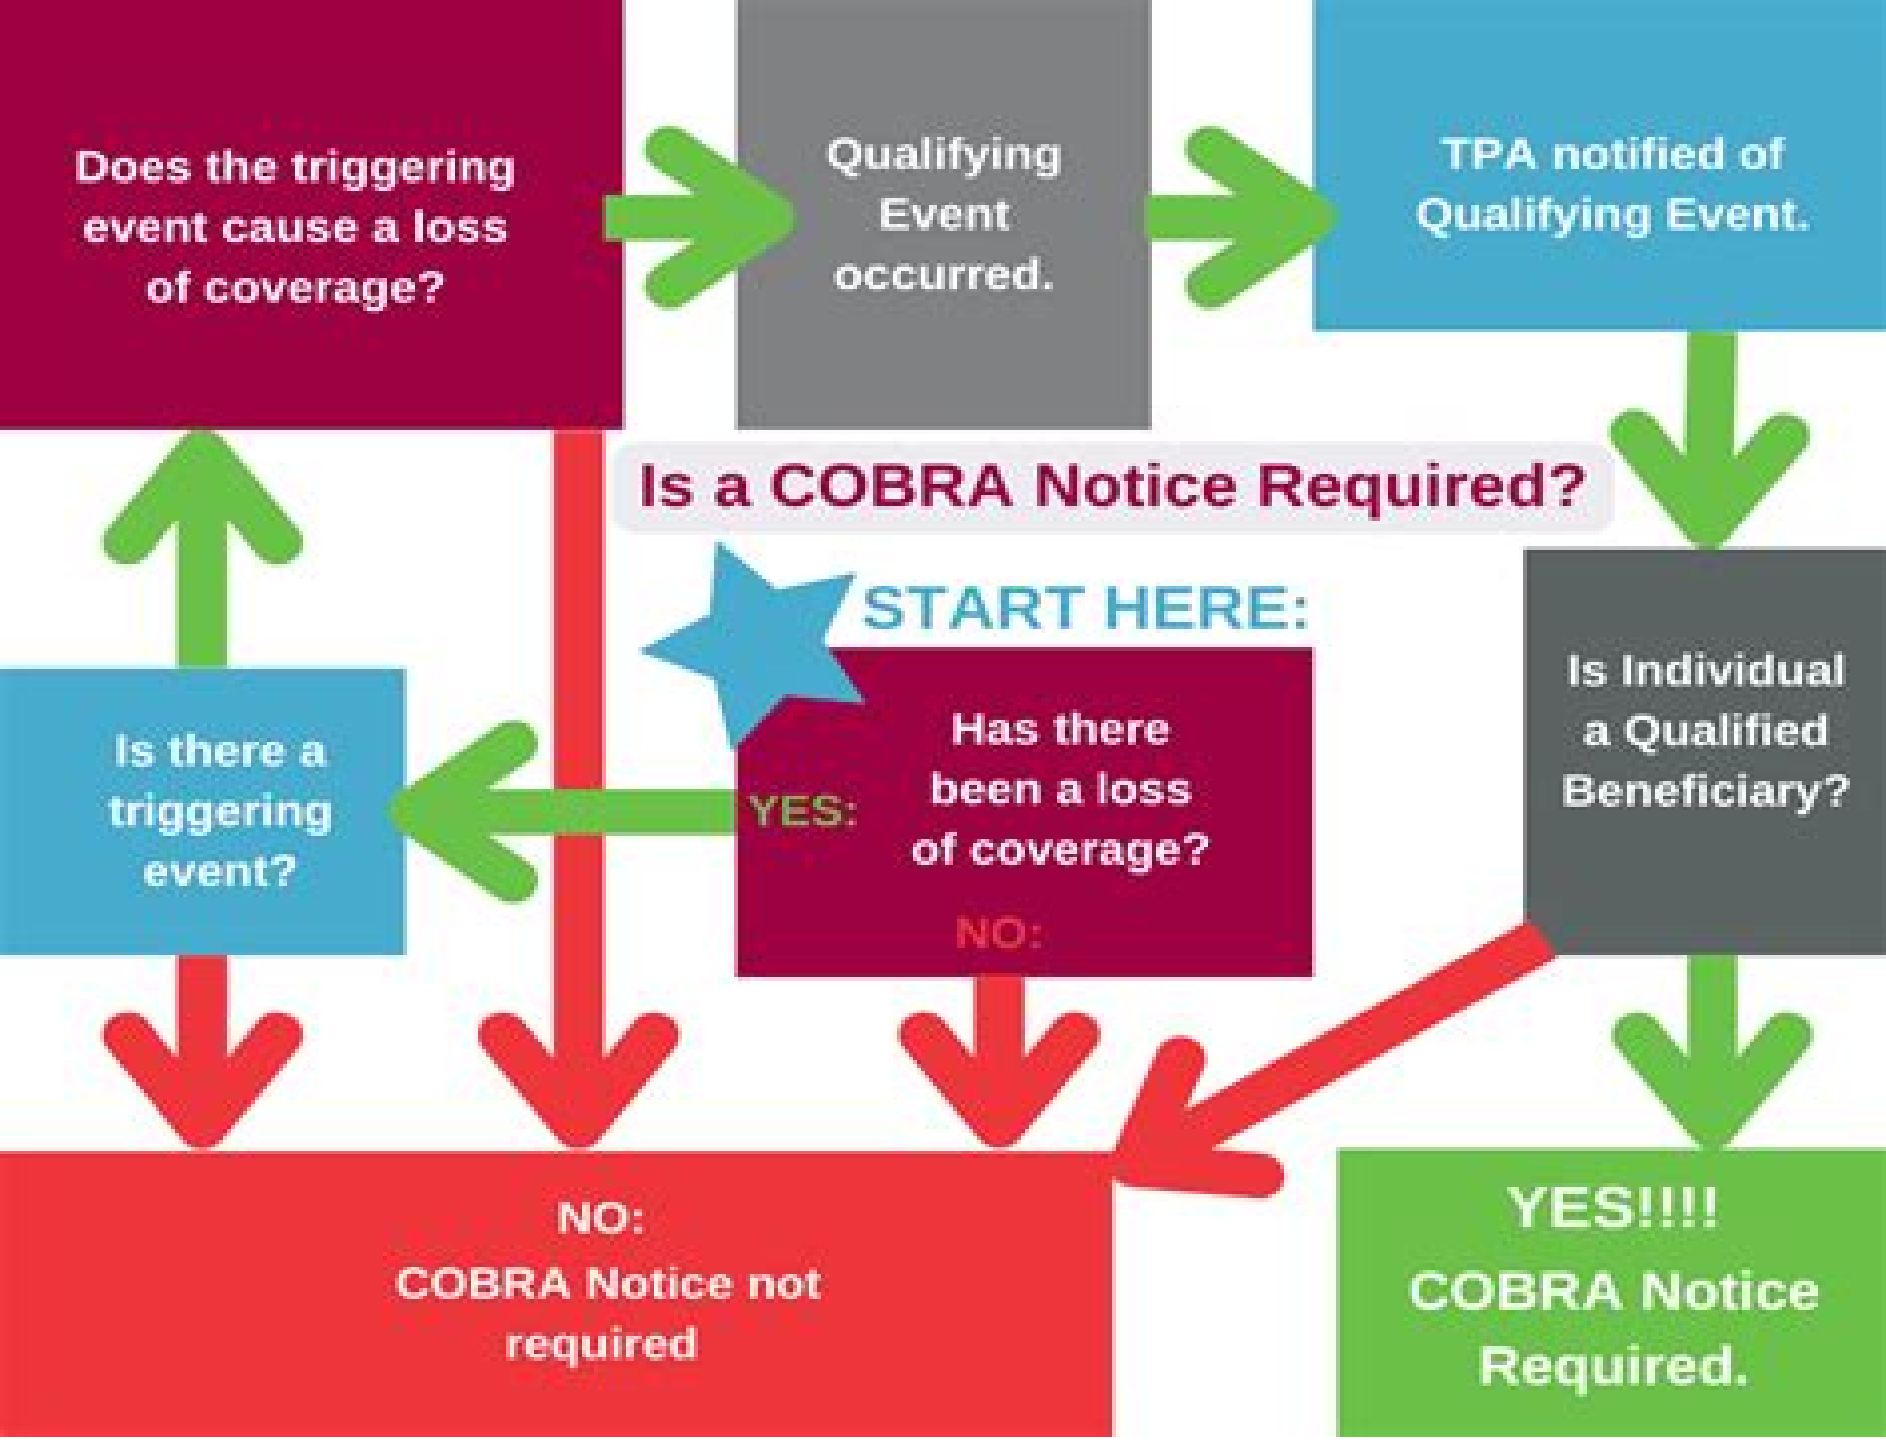 Does the triggering
event cause a loss
of coverage?
Qualifying
Event
occurred.
TPA notified of
Qualifying Event.
Is a COBRA Notice Required?
START HERE:
Is there a
triggering
event?
YES:
Has there
been a loss
of coverage?
NO:
Is Individual
a Qualified
Beneficiary?
NO:
COBRA Notice not
required
YES!!!!
COBRA Notice
Required.